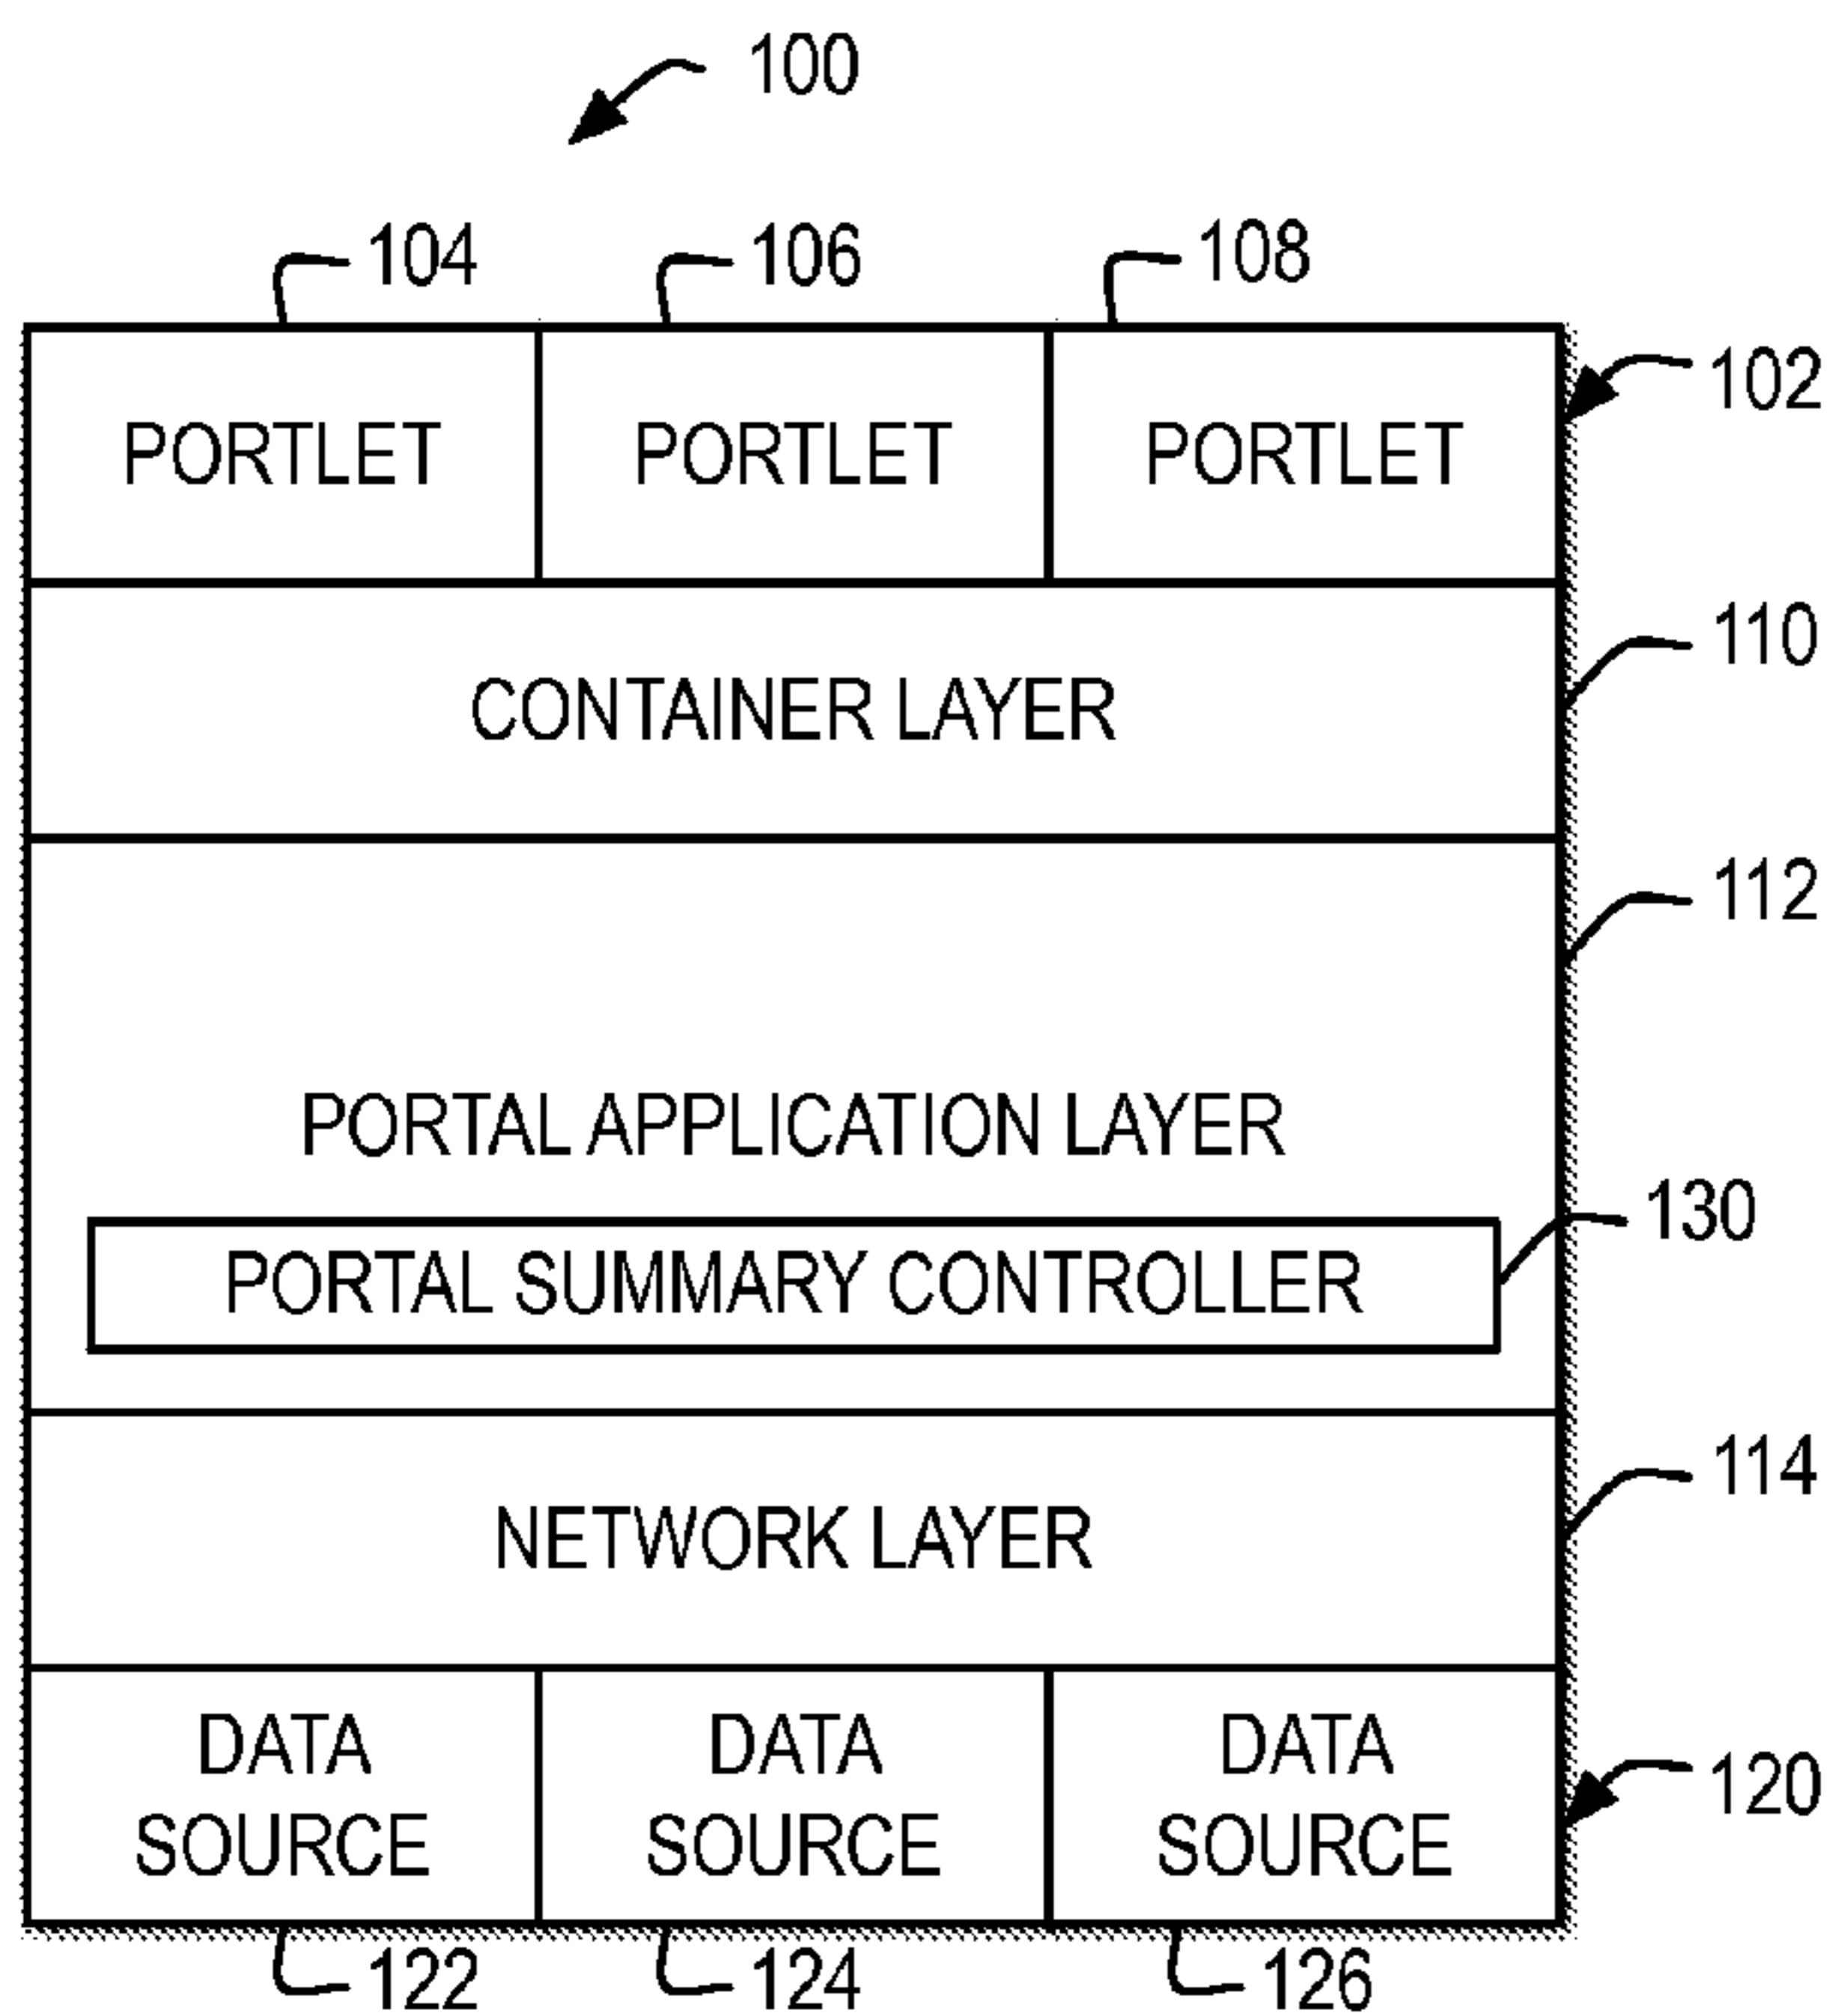 100
104
106
108
102
PORTLET
PORTLET
PORTLET
110
CONTAINER LAYER
112
PORTAL APPLICATION LAYER
130
PORTAL SUMMARY CONTROLLER
114
NETWORK LAYER
DATA
SOURCE
DATA
SOURCE
DATA
SOURCE
120
122
124
126